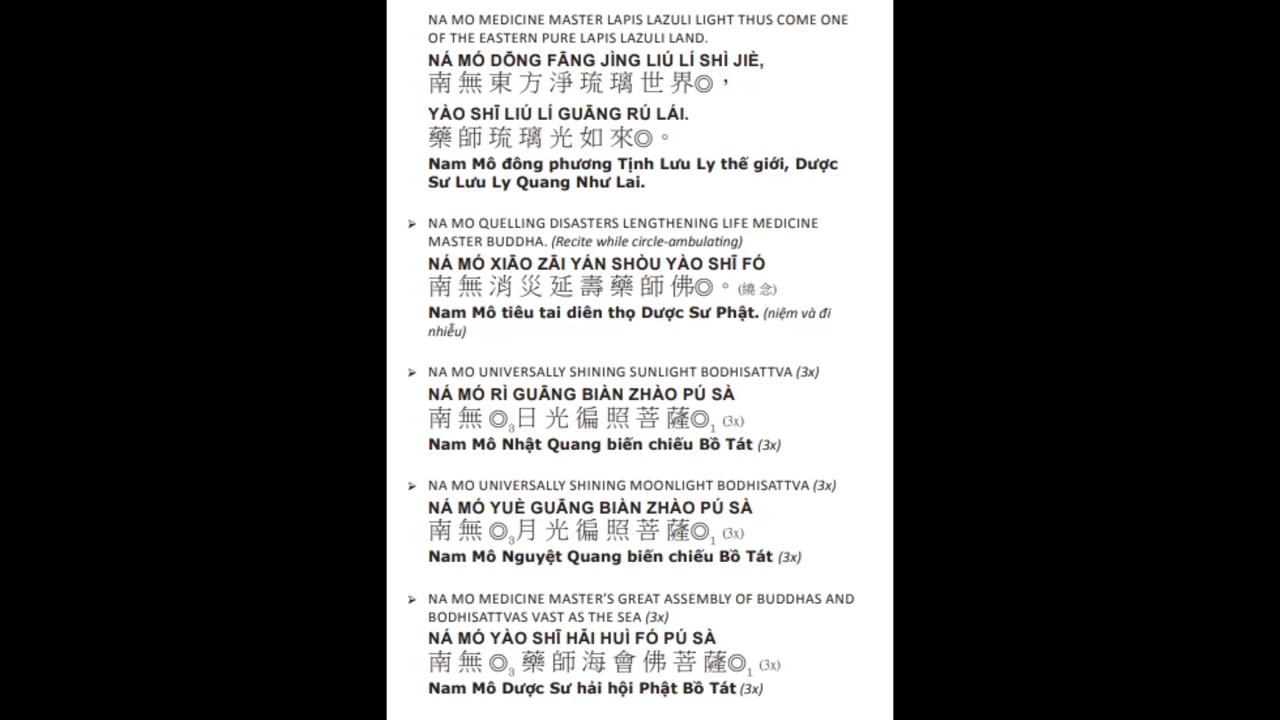 NA MO MEDICINE MASTER LAPIS LAZULI LIGHT THUS COME ONE
OF THE EASTERN PURE LAPIS LAZULI LAND.
NÁ MÓ DŌNG FĀNG JÌNG LIÚ LÍ SHÌ JIÈ,
南無東方淨琉璃世界◎，
YÀO SHĪ LIÚ LÍ GUĀNG RÚ LÁI.
藥師琉璃光如來◎。
Nam Mô đông phương Tịnh Lưu Ly thế giới, Dược
Sư Lưu Ly Quang Như Lai.
➢ NA MO QUELLING DISASTERS LENGTHENING LIFE MEDICINE
MASTER BUDDHA. (Recite while circle-ambulating)
NÁ MÓ XIĀO ZĀI YÁN SHÒU YÀO SHĪ FÓ
南無消災延壽藥師佛◎。(繞念)
Nam Mô tiêu tai diên thọ Dược Sư Phật. (niệm và đi
nhiễu)
➢ NA MO UNIVERSALLY SHINING SUNLIGHT BODHISATTVA (3x)
NÁ MÓ RÌ GUĀNG BIÀN ZHÀO PÚ SÀ
南無◎₃日光徧照菩薩◎₁ (3x)
Nam Mô Nhật Quang biến chiếu Bồ Tát (3x)
➢ NA MO UNIVERSALLY SHINING MOONLIGHT BODHISATTVA (3x)
NÁ MÓ YUÈ GUĀNG BIÀN ZHÀO PÚ SÀ
南無◎₃月光徧照菩薩◎₁ (3x)
Nam Mô Nguyệt Quang biến chiếu Bồ Tát (3x)
➢ NA MO MEDICINE MASTER’S GREAT ASSEMBLY OF BUDDHAS AND
BODHISATTVAS VAST AS THE SEA (3x)
NÁ MÓ YÀO SHĪ HǍI HUÌ FÓ PÚ SÀ
南無◎₃藥師海會佛菩薩◎₁ (3x)
Nam Mô Dược Sư hải hội Phật Bồ Tát (3x)